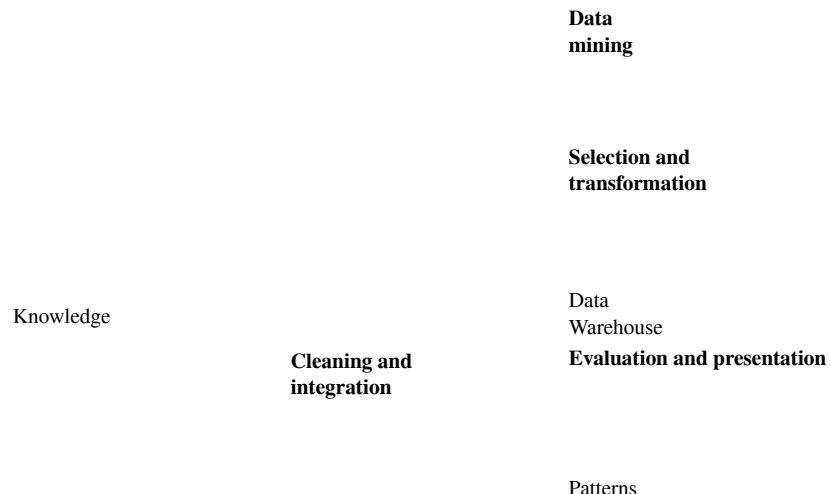 Data
mining
Selection and
transformation
Knowledge
Data
Warehouse
Cleaning and
integration
Evaluation and presentation
Patterns